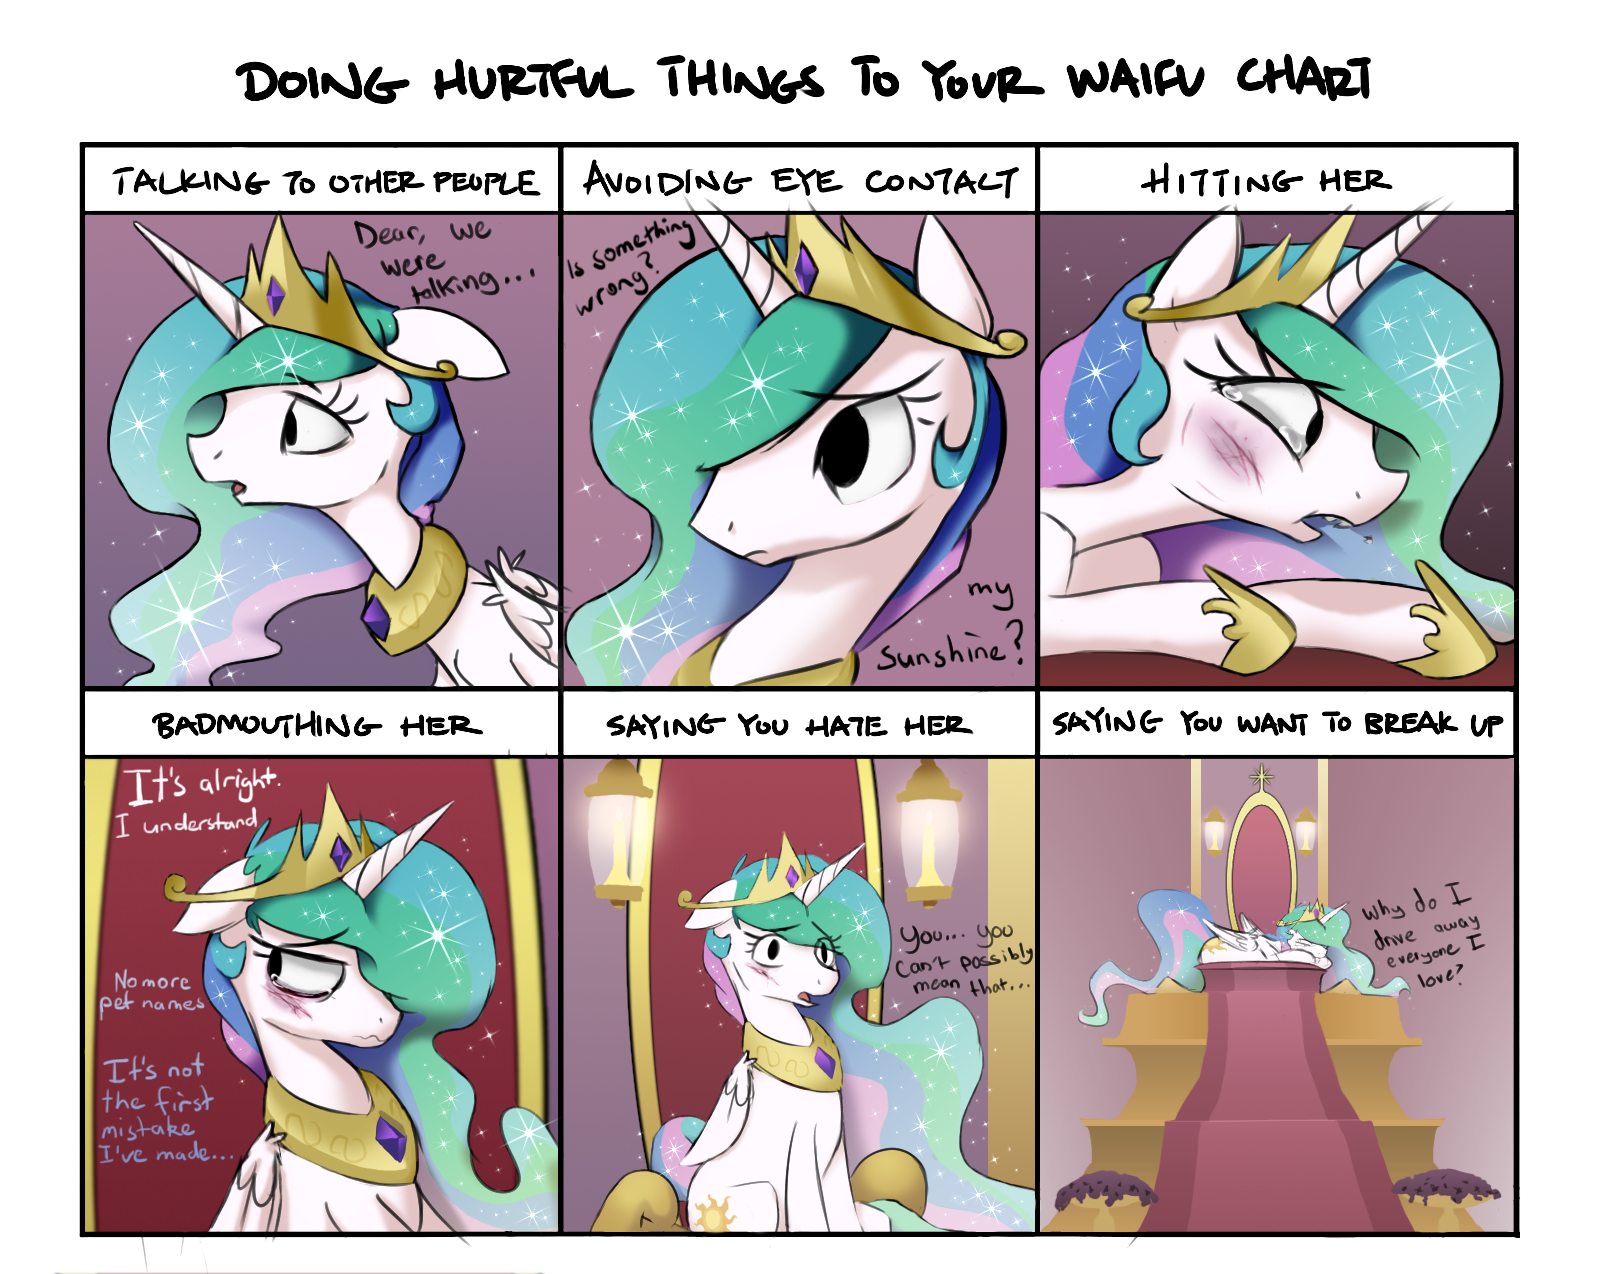 DOING HURTFUL THINGS TO YOUR WAIFU CHART
TALKING TO OTHER PEOPLE
Dear, we
were
talking...
AVOIDING EYE CONTACT
Is something
wrong?
my
sunshine?
HITTING HER
BADMOUTHING HER
It's alright.
I understand
No more
pet names
It's not
the first
mistake
I've made...
SAYING YOU HATE HER
You... you
can't possibly
mean that...
SAYING YOU WANT TO BREAK UP
Why do I
drive away
everyone I
love?